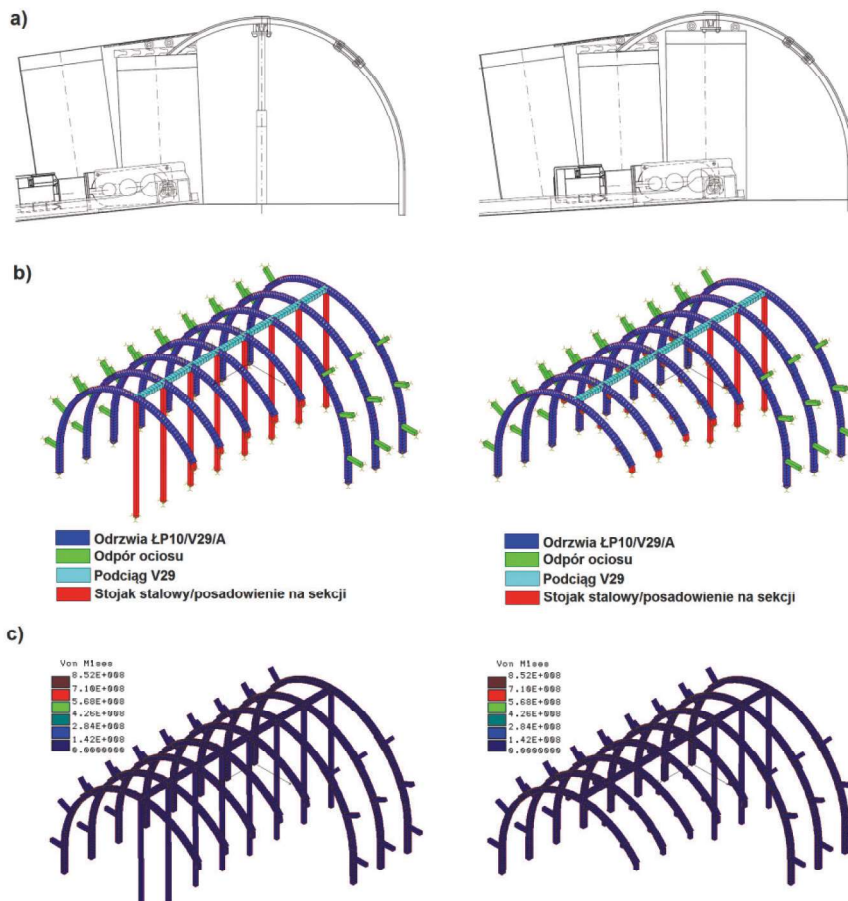 a)
b)
Odrzwia ŁP10/V29/A
Odpór ociosu
Podciąg V29
Stojak stalowy/posadowienie na sekcji
Odrzwia ŁP10/V29/A
Odpór ociosu
Podciąg V29
Stojak stalowy/posadowienie na sekcji
c)
Von Mises
8.52E+008
7.10E+008
5.68E+008
4.26E+008
2.84E+008
1.42E+008
0.0000000
Von Mises
8.52E+008
7.10E+008
5.68E+008
4.26E+008
2.84E+008
1.42E+008
0.0000000